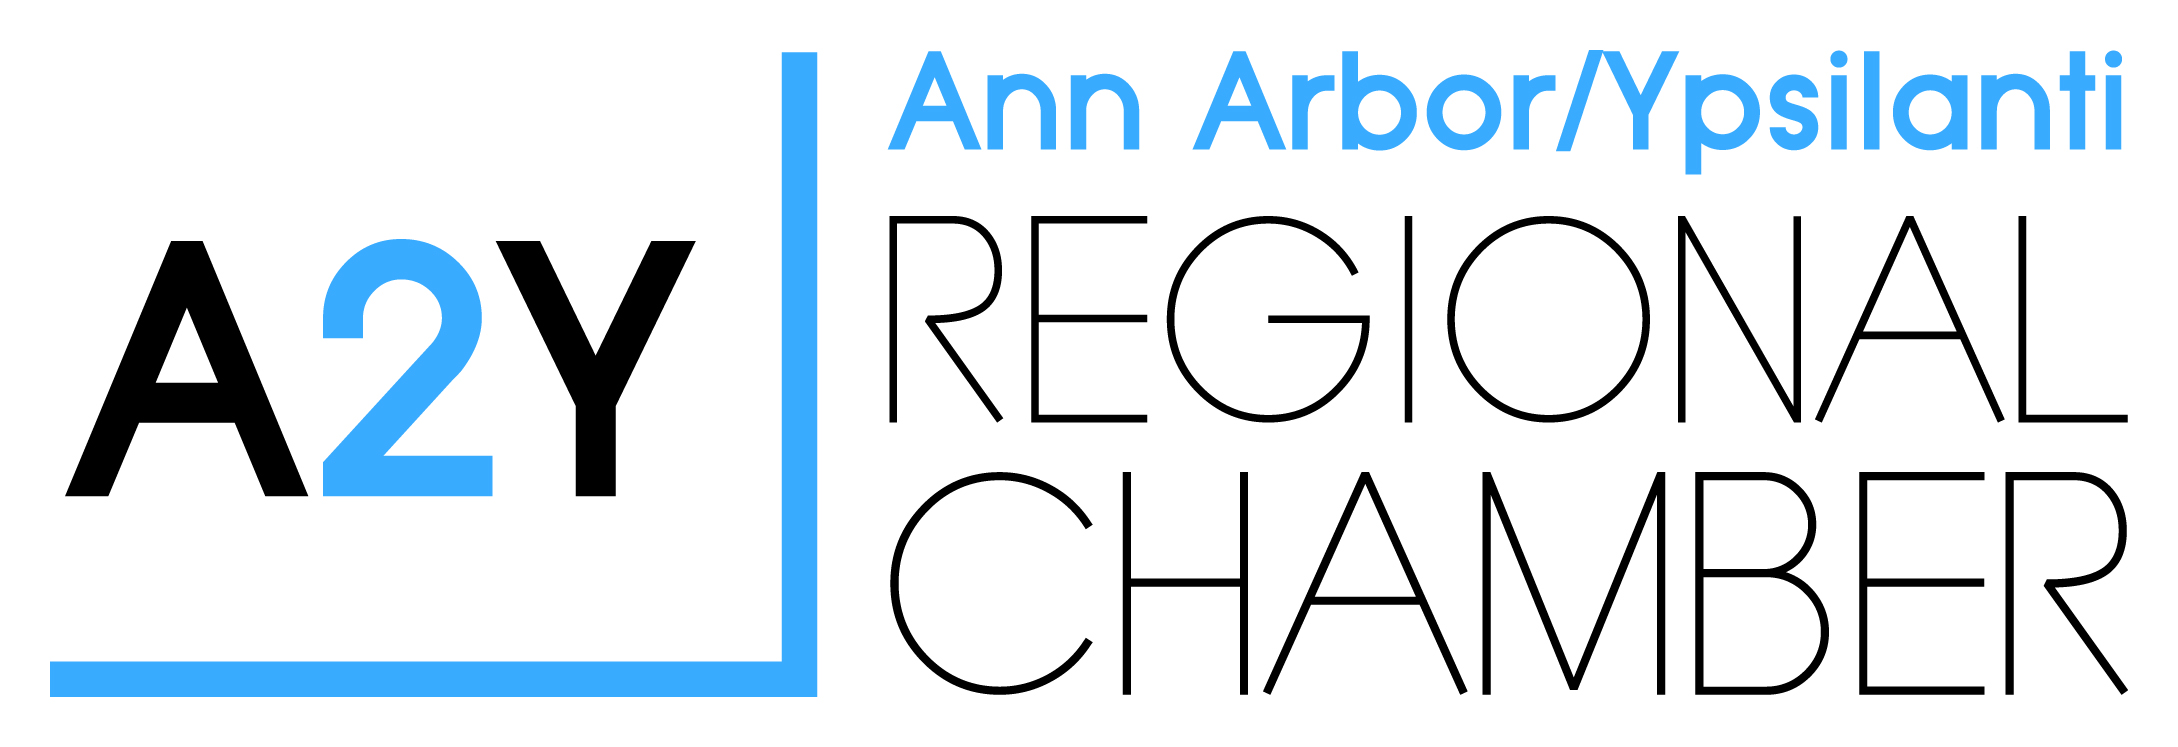 A2Y
Ann Arbor/Ypsilanti
REGIONAL
CHAMBER